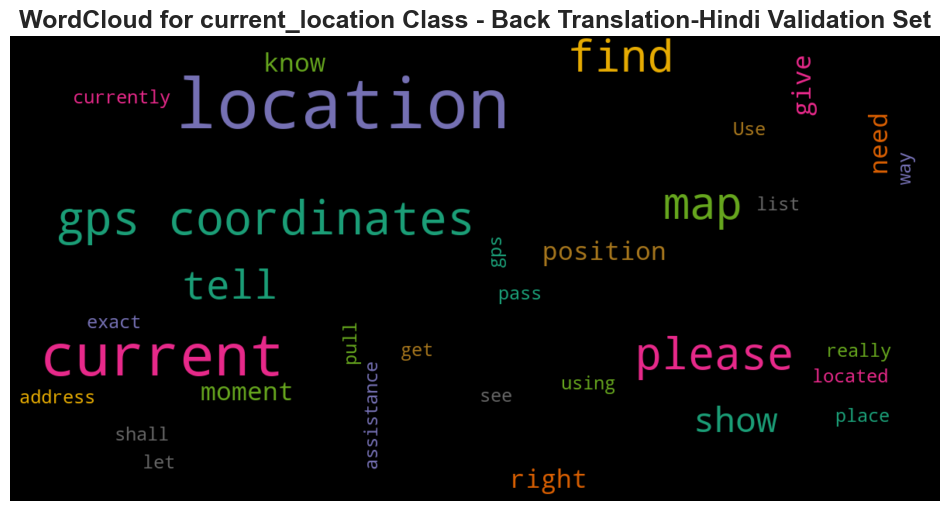 WordCloud for current_location Class - Back Translation-Hindi Validation Set
find
know
give
currently
location
Use
need
way
map
list
gps coordinates
position
gps
tell
pass
exact
pull
current
get
please
really
located
moment
using
address
assistance
see
show
place
shall
let
right